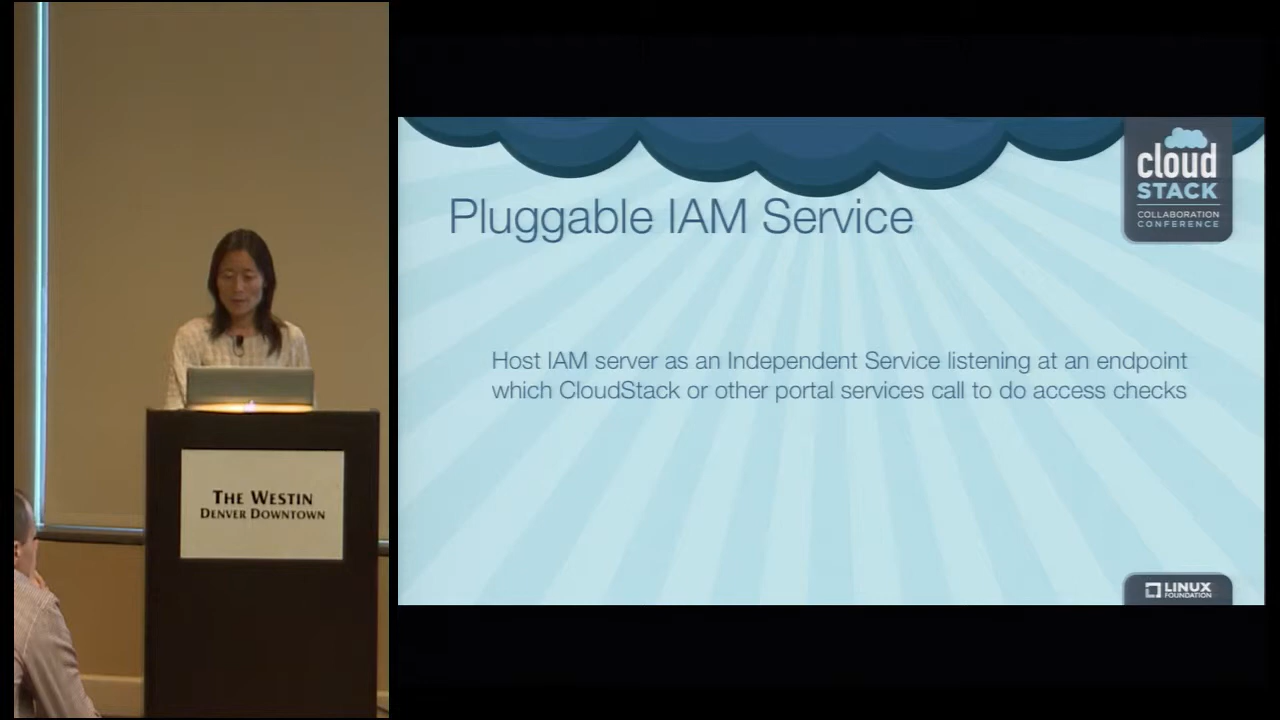 cloud
STACK
COLLABORATION
CONFERENCE
Pluggable IAM Service
Host IAM server as an Independent Service listening at an endpoint
which CloudStack or other portal services call to do access checks
THE WESTIN
DENVER DOWNTOWN
LINUX
FOUNDATION